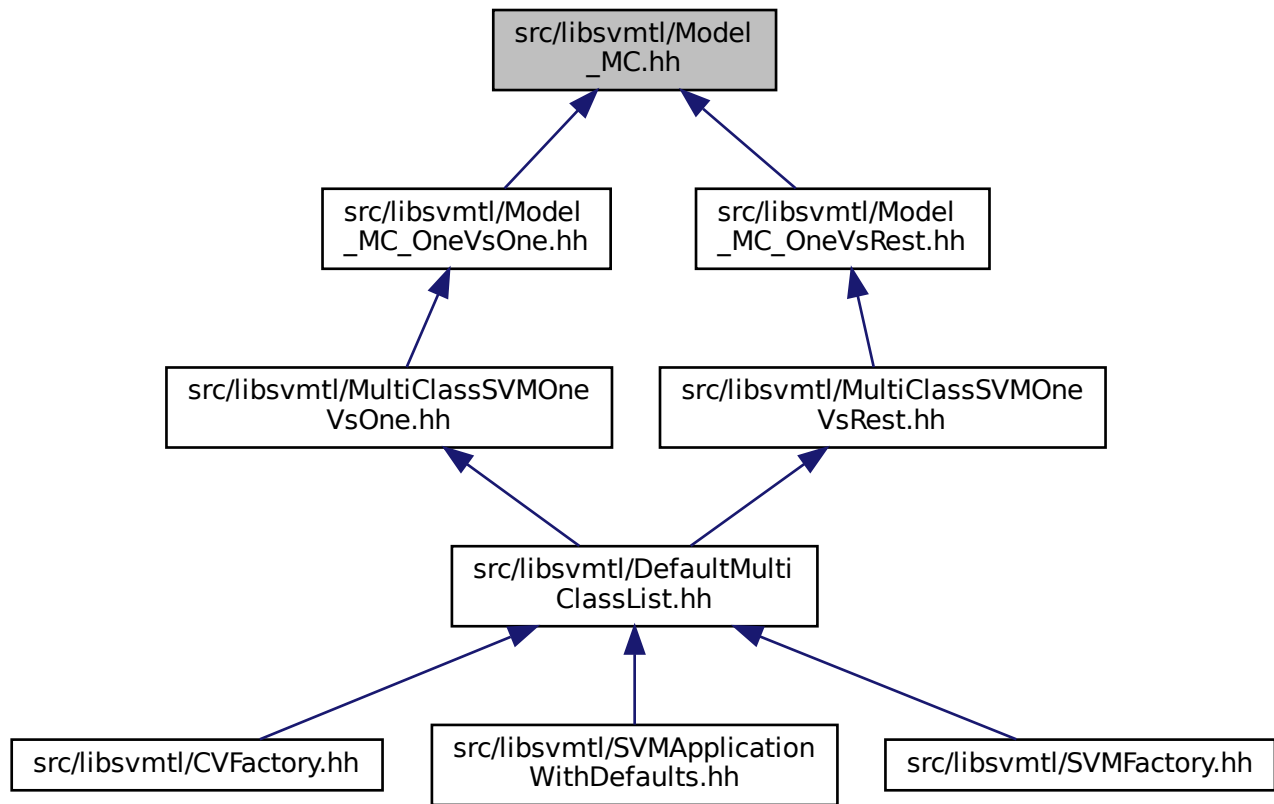 src/libsvmtl/Model
_MC.hh
src/libsvmtl/Model
_MC_OneVsOne.hh
src/libsvmtl/Model
_MC_OneVsRest.hh
src/libsvmtl/MultiClassSVMOne
VsOne.hh
src/libsvmtl/MultiClassSVMOne
VsRest.hh
src/libsvmtl/DefaultMulti
ClassList.hh
src/libsvmtl/CVFactory.hh
src/libsvmtl/SVMApplication
WithDefaults.hh
src/libsvmtl/SVMFactory.hh